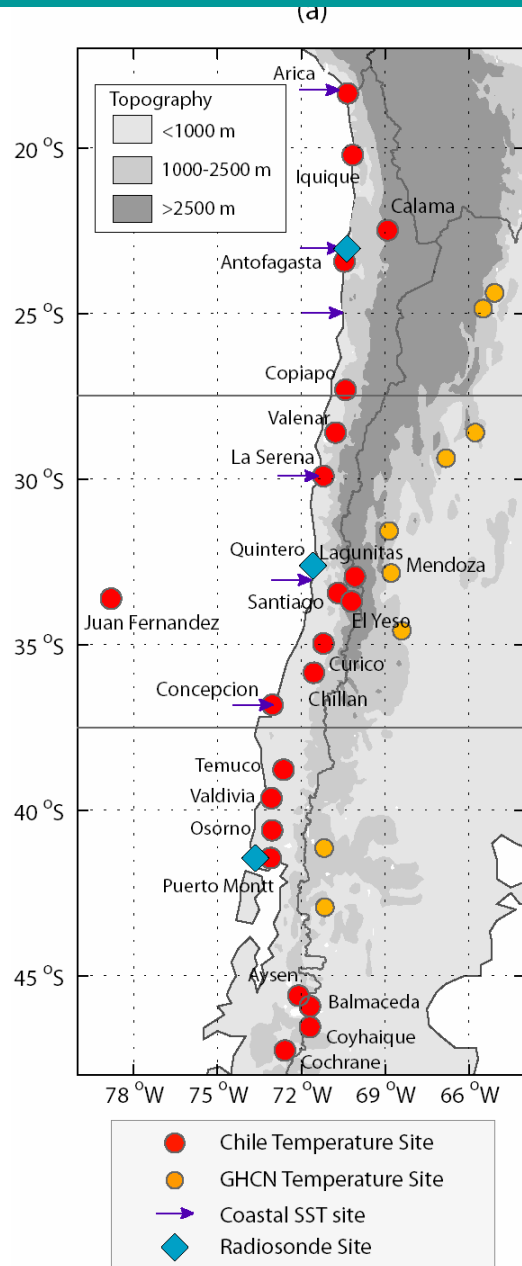 (a)
Arica
Topography
<1000 m
1000-2500 m
>2500 m
20 °S
Iquique
Calama
Antofagasta
25 °S
Copiapo
Valenar
La Serena
30 °S
Quintero
Lagunitas
Mendoza
Santiago
El Yeso
Juan Fernandez
35 °S
Curico
Chillan
Concepcion
Temuco
Valdivia
40 °S
Osorno
Puerto Montt
45 °S
Aysen
Balmaceda
Coyhaique
Cochrane
78 °W 75 °W 72 °W 69 °W 66 °W
Chile Temperature Site
GHCN Temperature Site
Coastal SST site
Radiosonde Site